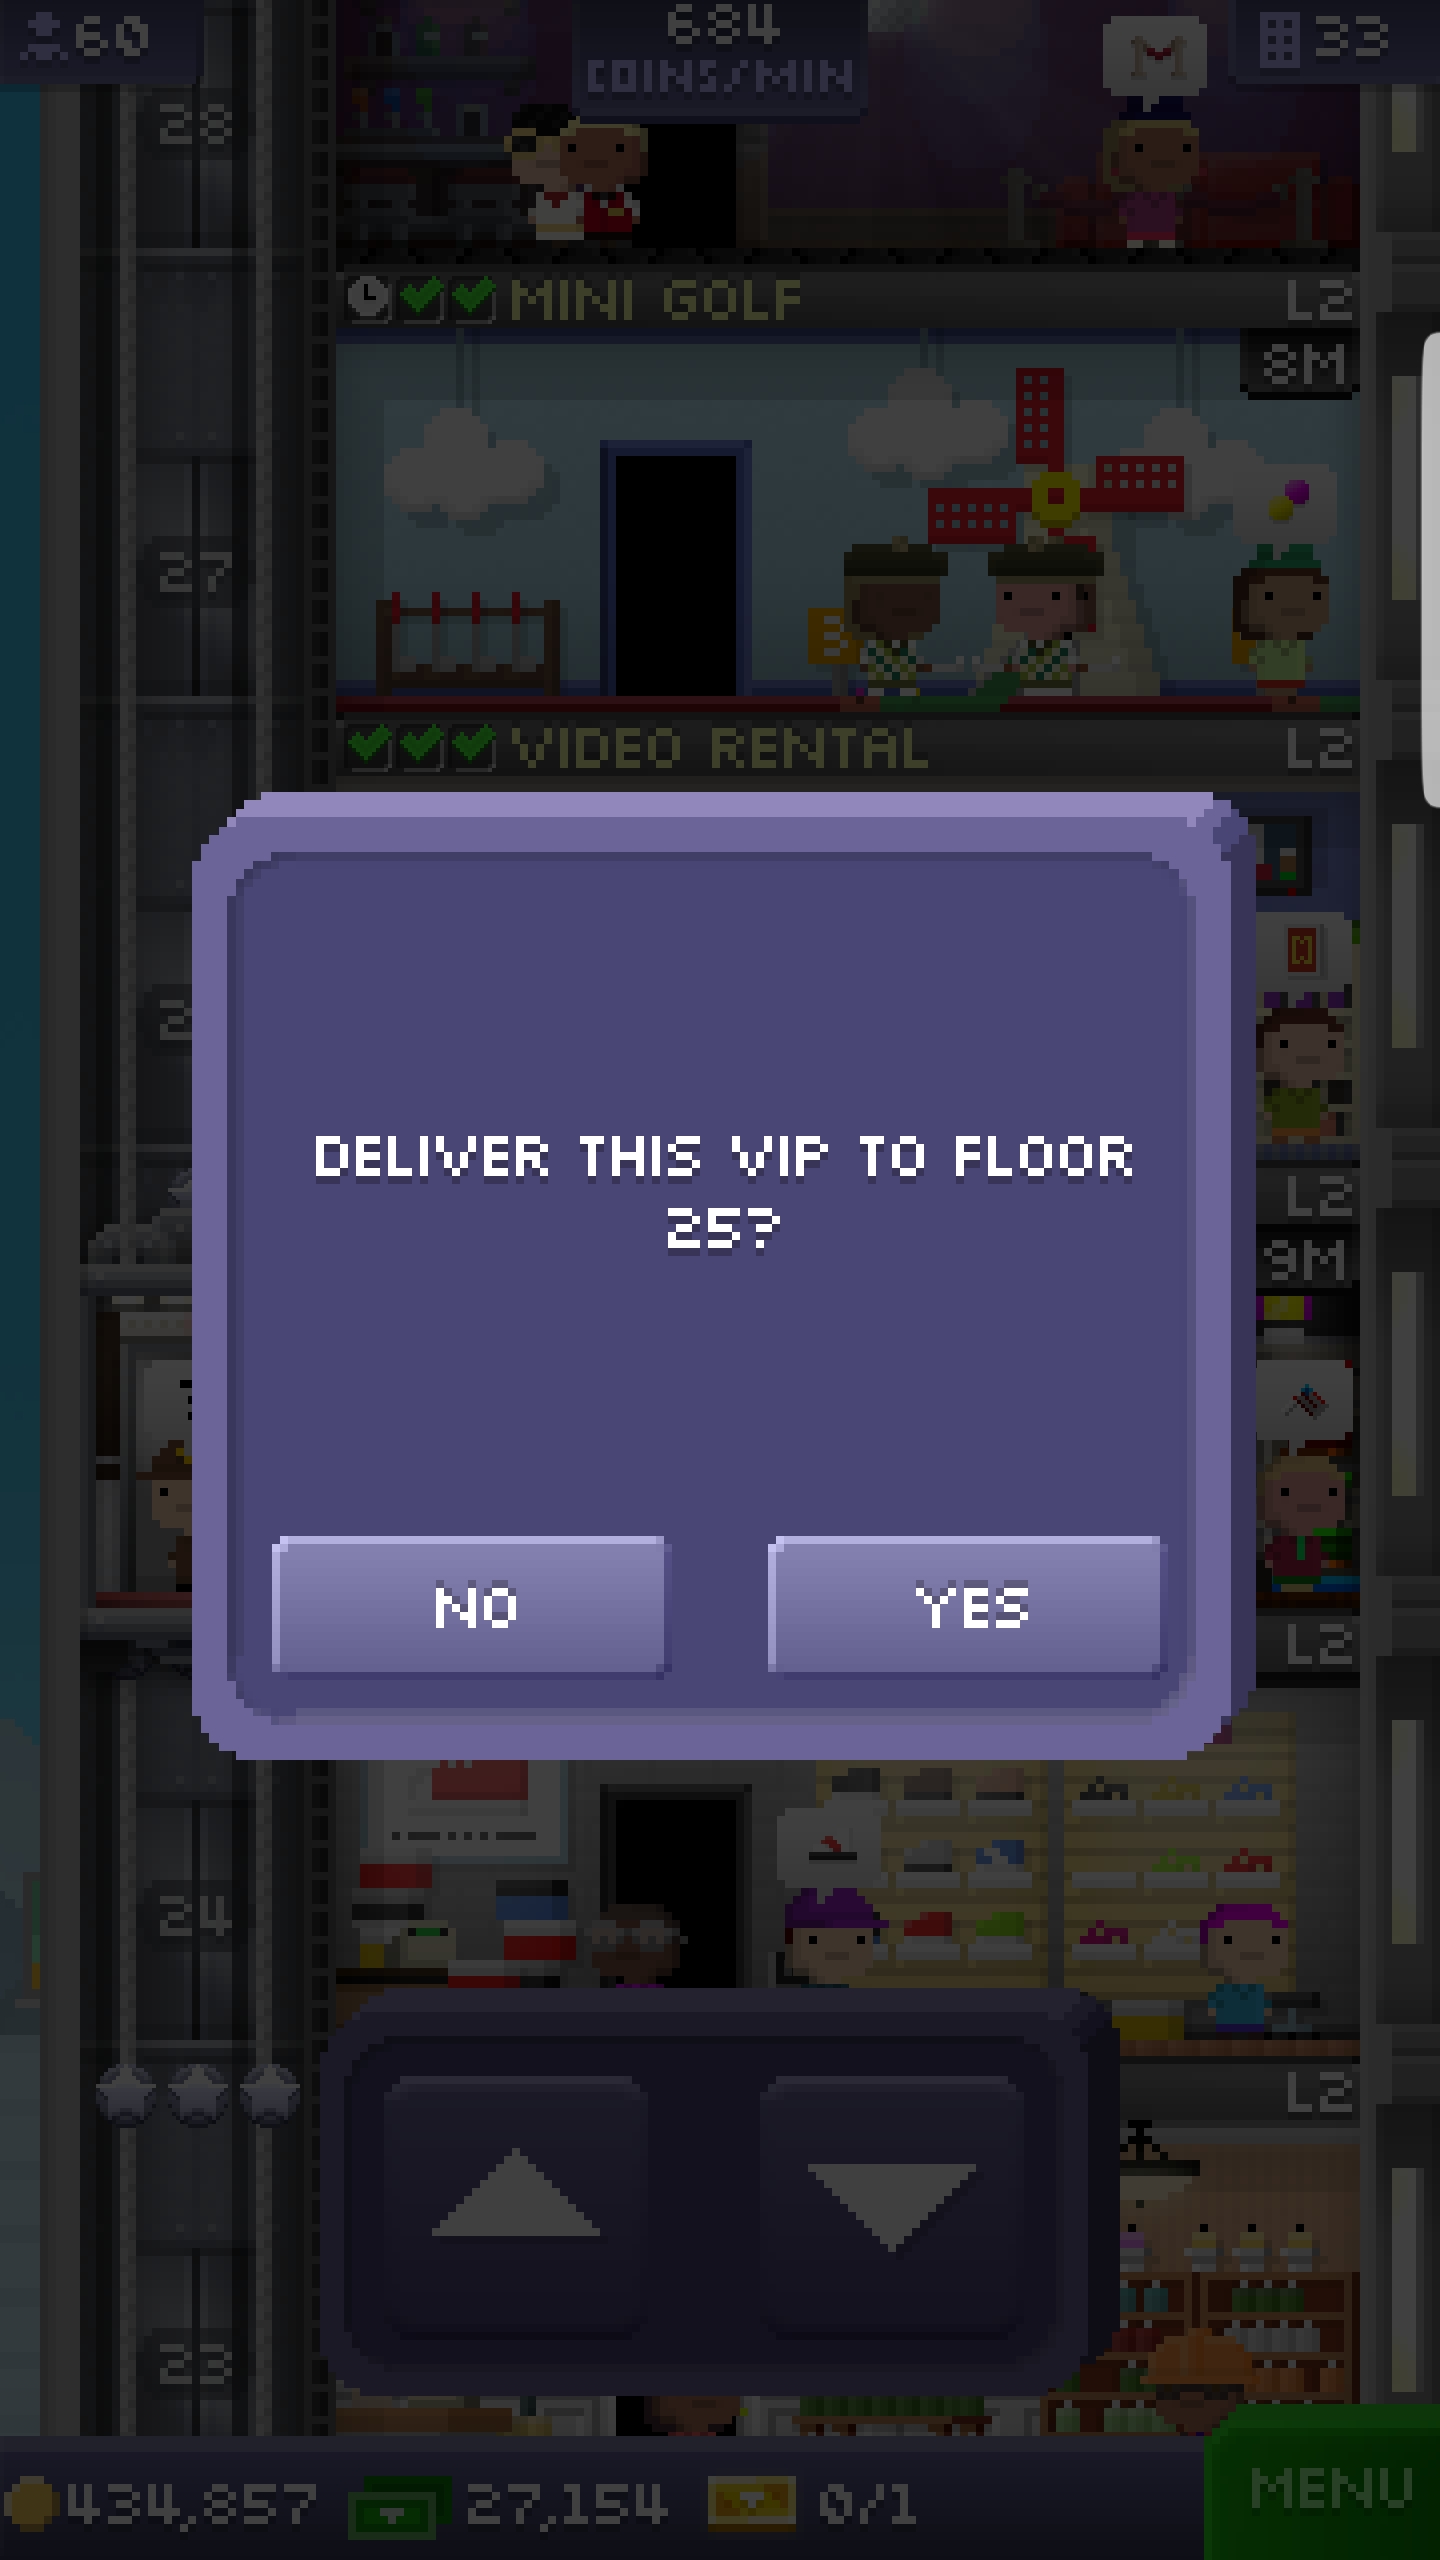 60
684
COINS/MIN
33
28
M
MINI GOLF
L2
8M
27
3
VIDEO RENTAL
L2
DELIVER THIS VIP TO FLOOR
25?
L2
9M
NO
YES
L2
24
L2
23
434,857
27,154
0/1
MENU